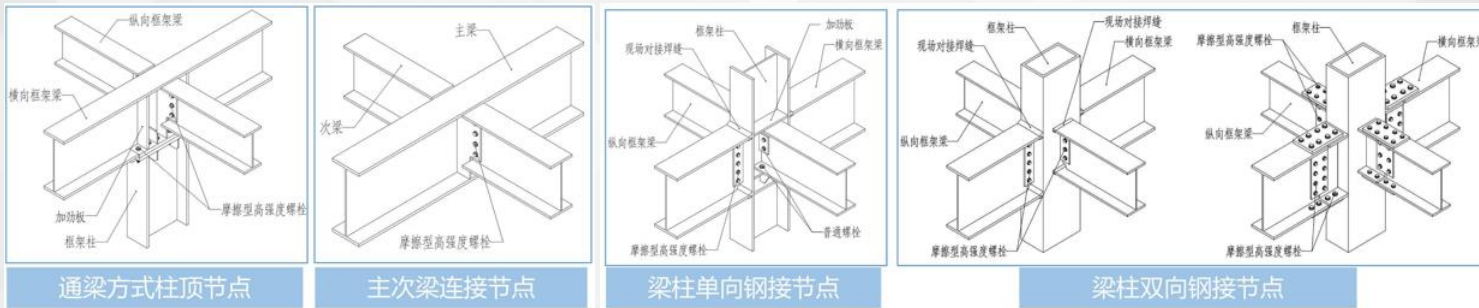 纵向框架梁
横向框架梁
加劲板
框架柱
摩擦型高强度螺栓
通梁方式柱顶节点
主梁
次梁
摩擦型高强度螺栓
主次梁连接节点
框架柱
加劲板
现场对接焊缝
横向框架梁
纵向框架梁
普通螺栓
摩擦型高强度螺栓
梁柱单向钢接节点
框架柱
现场对接焊缝
现场对接焊缝
横向框架梁
纵向框架梁
摩擦型高强度螺栓
框架柱
摩擦型高强度螺栓
横向框架梁
纵向框架梁
摩擦型高强度螺栓
梁柱双向钢接节点